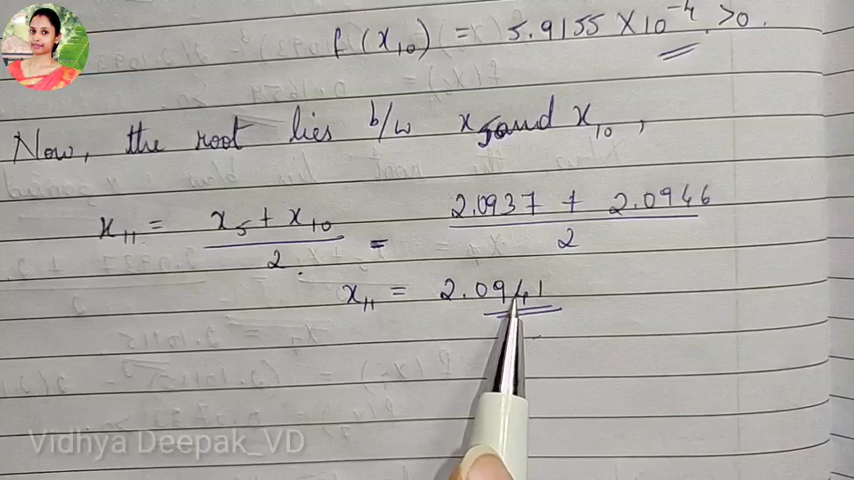 f(x₁₀) = 5.9155 × 10⁻⁴ > 0.
Now, the root lies b/w x₅ and x₁₀,
x₁₁ = x₅ + x₁₀ / 2 = 2.0937 + 2.0946 / 2
x₁₁ = 2.0941
Vidhya Deepak_VD